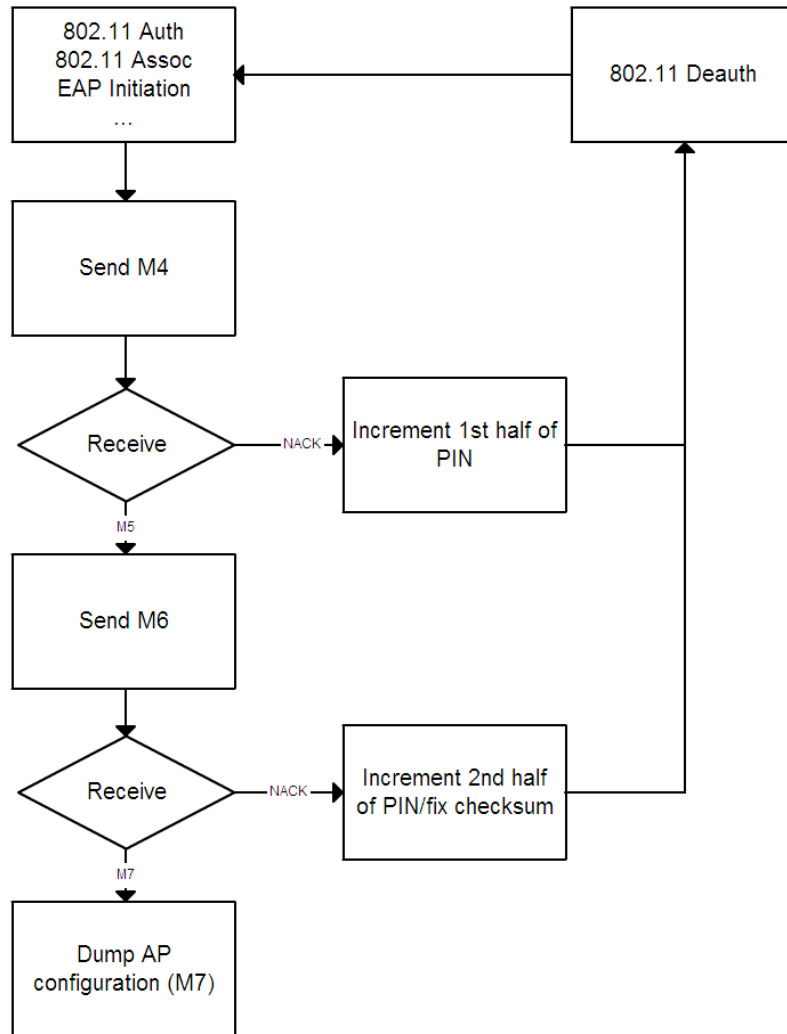 802.11 Auth
802.11 Assoc
EAP Initiation
...
802.11 Deauth
Send M4
Receive
NACK
Increment 1st half of
PIN
M5
Send M6
Receive
NACK
Increment 2nd half
of PIN/fix checksum
M7
Dump AP
configuration (M7)